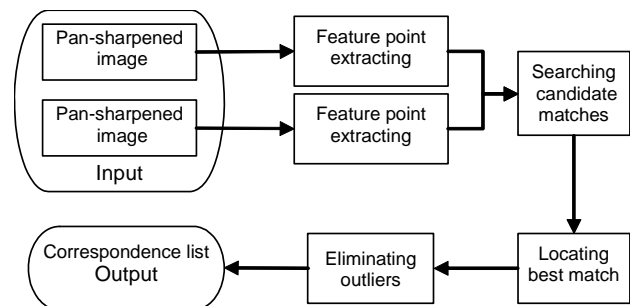 Pan-sharpened
image
Feature point
extracting
Pan-sharpened
image
Feature point
extracting
Input
Searching
candidate
matches
Locating
best match
Eliminating
outliers
Correspondence list
Output